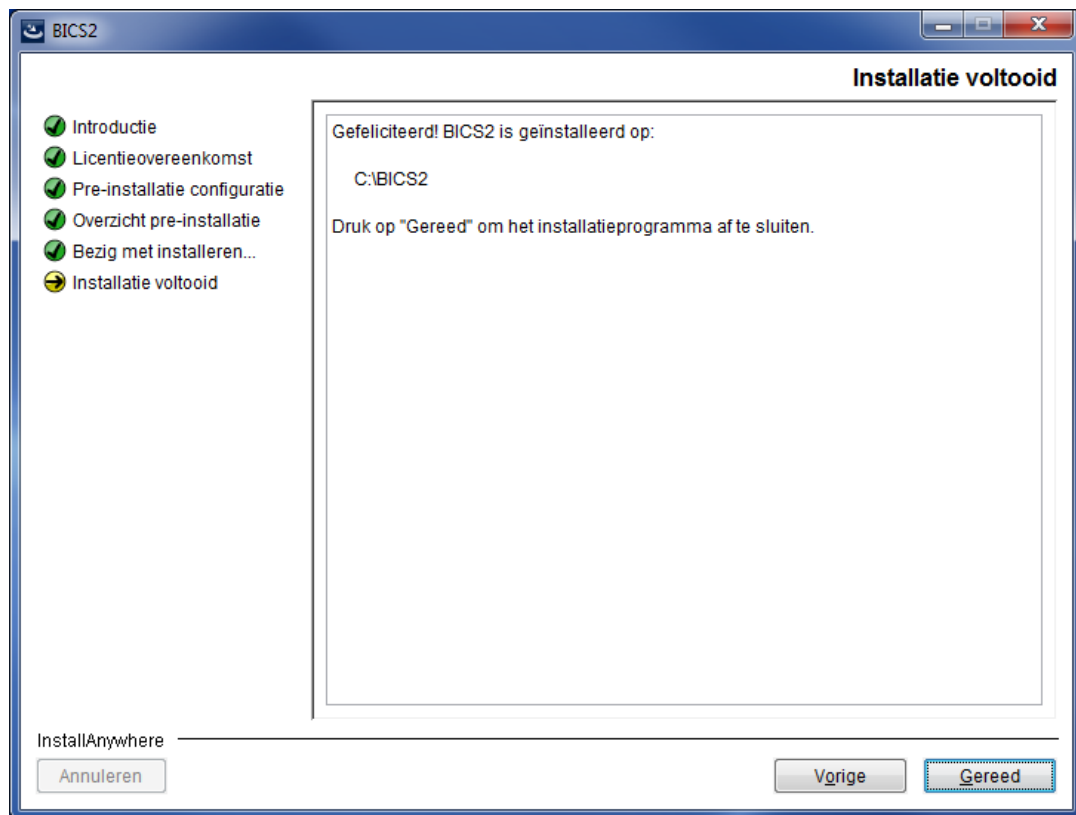 BICS2
Installatie voltooid
Introductie
Licentieovereenkomst
Pre-installatie configuratie
Overzicht pre-installatie
Bezig met installeren...
Installatie voltooid
Gefeliciteerd! BICS2 is geïnstalleerd op:
C:\BICS2
Druk op "Gereed" om het installatieprogramma af te sluiten.
InstallAnywhere
Annuleren
Vorige
Gereed